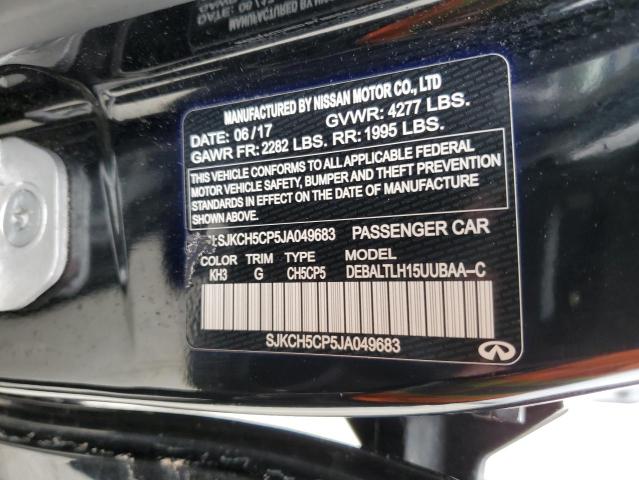 MANUFACTURED BY NISSAN MOTOR CO., LTD
DATE: 06/17 GVWR: 4277 LBS.
GAWR FR: 2282 LBS. RR: 1995 LBS.
THIS VEHICLE CONFORMS TO ALL APPLICABLE FEDERAL
MOTOR VEHICLE SAFETY, BUMPER AND THEFT PREVENTION
STANDARDS IN EFFECT ON THE DATE OF MANUFACTURE
SHOWN ABOVE.
SJKCH5CP5JA049683 PASSENGER CAR
COLOR TRIM TYPE MODEL
KH3 G CH5CP5 DEBALTLH15UUBAA-C
SJKCH5CP5JA049683